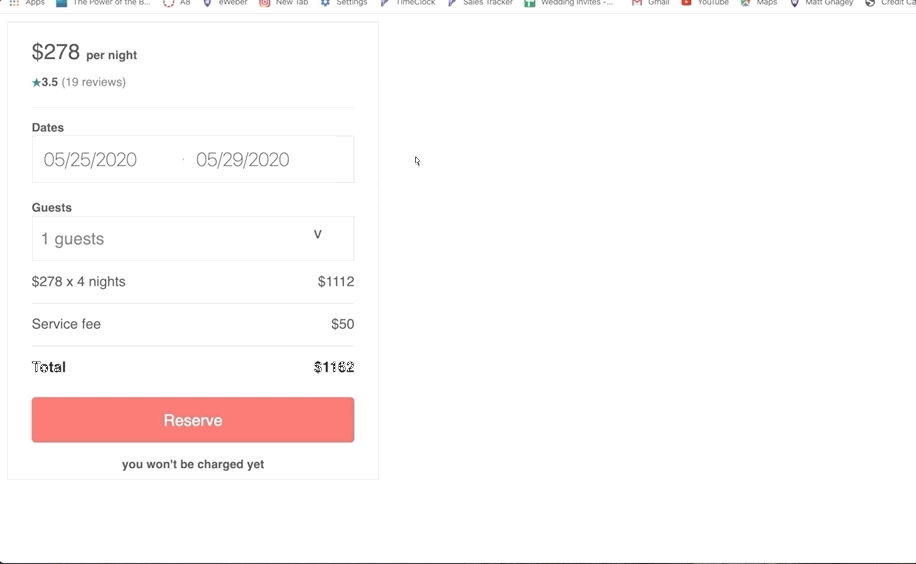 Apps The Power of the B... A8 eWeber New Tab Settings TimeClock Sales Tracker Wedding Invites -... Gmail YouTube Maps Matt Gnagey Credit Ca
$278 per night
★3.5 (19 reviews)
Dates
05/25/2020 · 05/29/2020
Guests
1 guests v
$278 x 4 nights $1112
Service fee $50
Total $1162
Reserve
you won't be charged yet